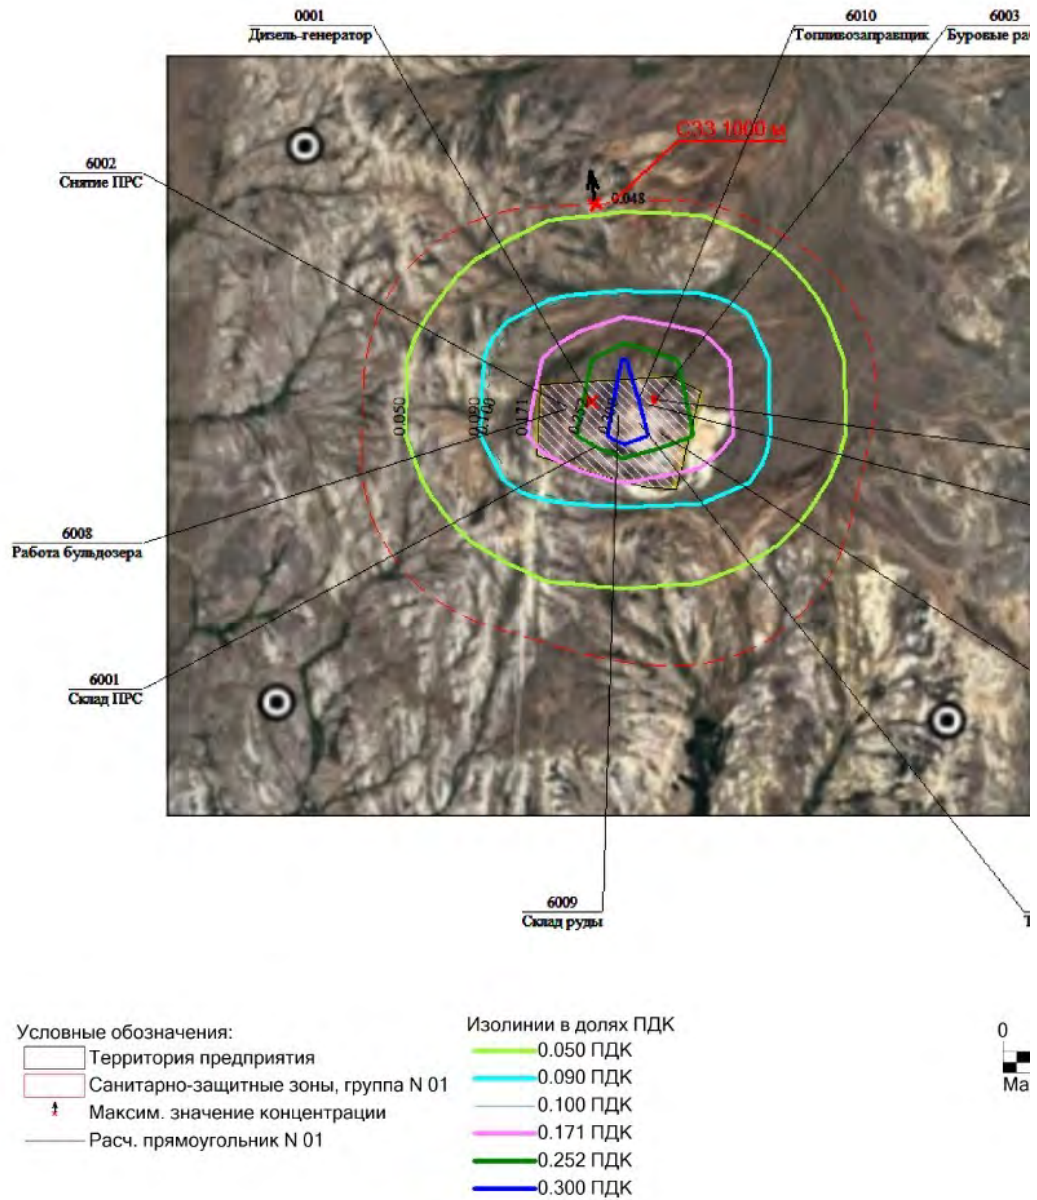 0001
Дизель-генератор
6010
Топливозаправщик
6003
Буровые ра
СЗЗ 1000 м
6002
Снятие ПРС
0.048
0.050
0.090
0.100
0.171
6008
Работа бульдозера
6001
Склад ПРС
6009
Склад руды
Условные обозначения:
Территория предприятия
Санитарно-защитные зоны, группа N 01
Максим. значение концентрации
Расч. прямоугольник N 01
Изолинии в долях ПДК
0.050 ПДК
0.090 ПДК
0.100 ПДК
0.171 ПДК
0.252 ПДК
0.300 ПДК
0
Ма